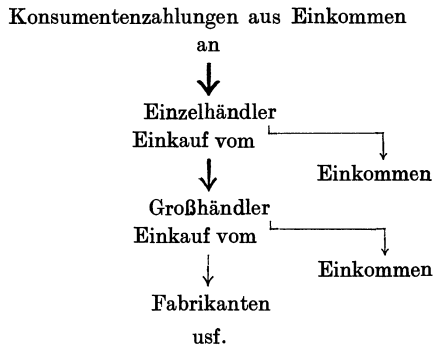 Konsumentenzahlungen aus Einkommen
an
Einzelhändler
Einkauf vom
Einkommen
Großhändler
Einkauf vom
Einkommen
Fabrikanten
usf.